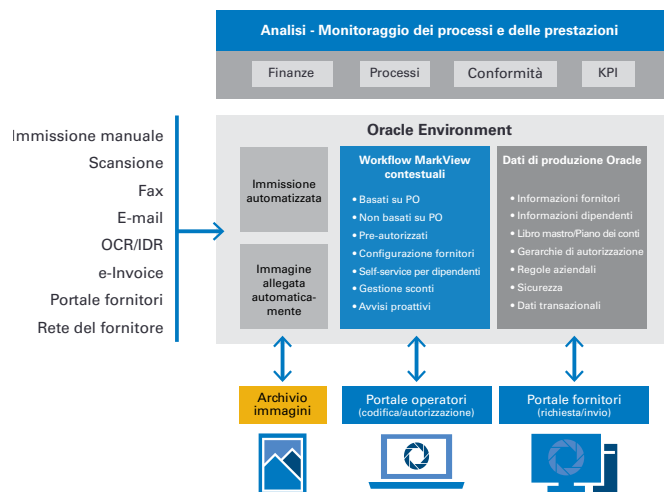 Analisi - Monitoraggio dei processi e delle prestazioni
Finanze
Processi
Conformità
KPI
Immissione manuale
Scansione
Fax
E-mail
OCR/IDR
e-Invoice
Portale fornitori
Rete del fornitore
Oracle Environment
Immissione
automatizzata
Immagine
allegata
automatica-
mente
Workflow MarkView
contestuali
• Basati su PO
• Non basati su PO
• Pre-autorizzati
• Configurazione fornitori
• Self-service per dipendenti
• Gestione sconti
• Avvisi proattivi
Dati di produzione Oracle
• Informazioni fornitori
• Informazioni dipendenti
• Libro mastro/Piano dei conti
• Gerarchie di autorizzazione
• Regole aziendali
• Sicurezza
• Dati transazionali
Archivio
immagini
Portale operatori
(codifica/autorizzazione)
Portale fornitori
(richiesta/invio)